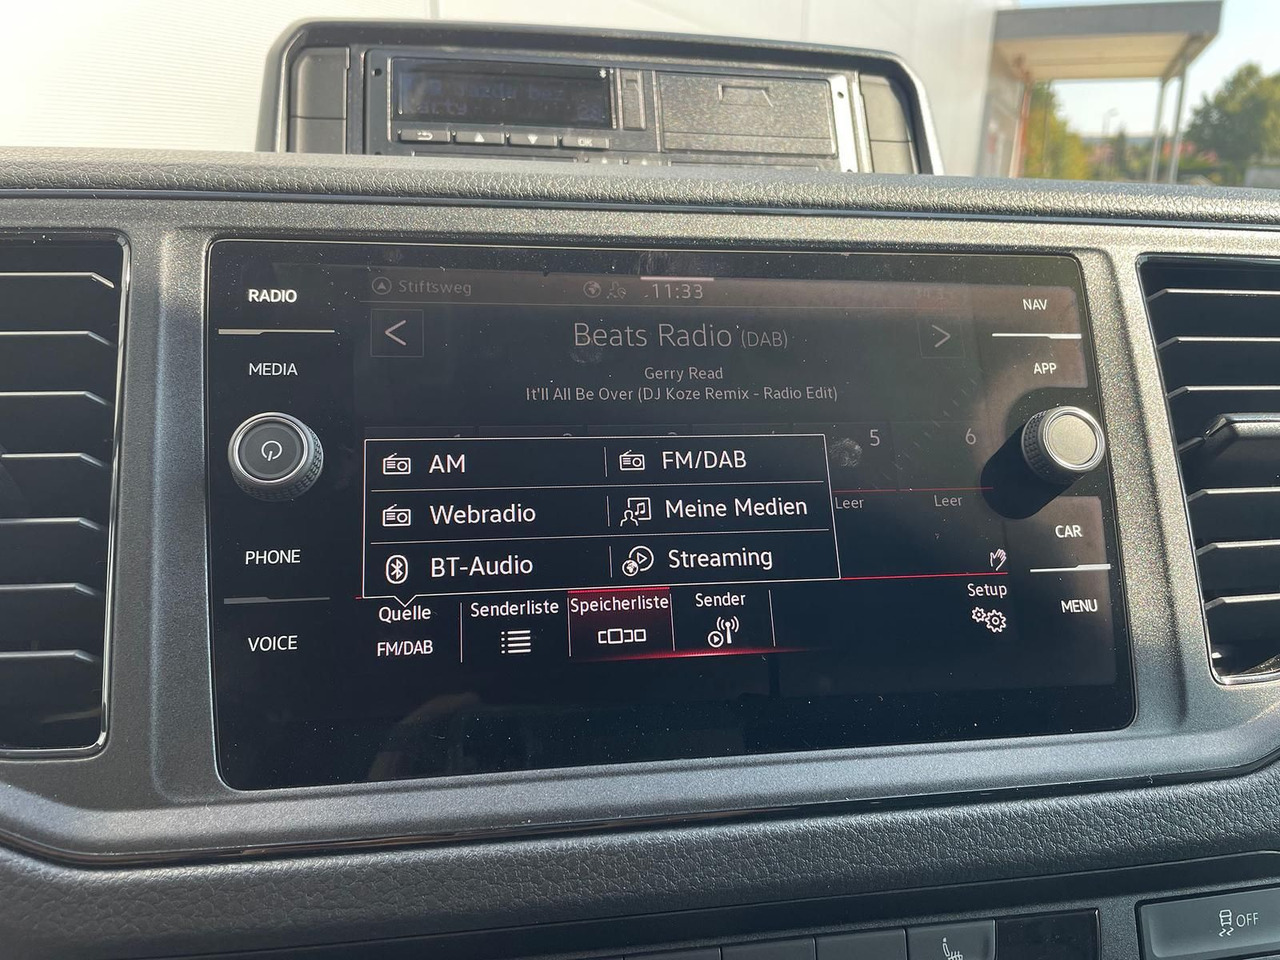 OK
RADIO
MEDIA
PHONE
VOICE
Stiftsweg
11:33
Beats Radio (DAB)
Gerry Read
It'll All Be Over (DJ Koze Remix - Radio Edit)
5 6
Leer Leer
AM FM/DAB
Webradio Meine Medien
BT-Audio Streaming
Quelle Senderliste Speicherliste Sender Setup
FM/DAB
NAV
APP
CAR
MENU
OFF